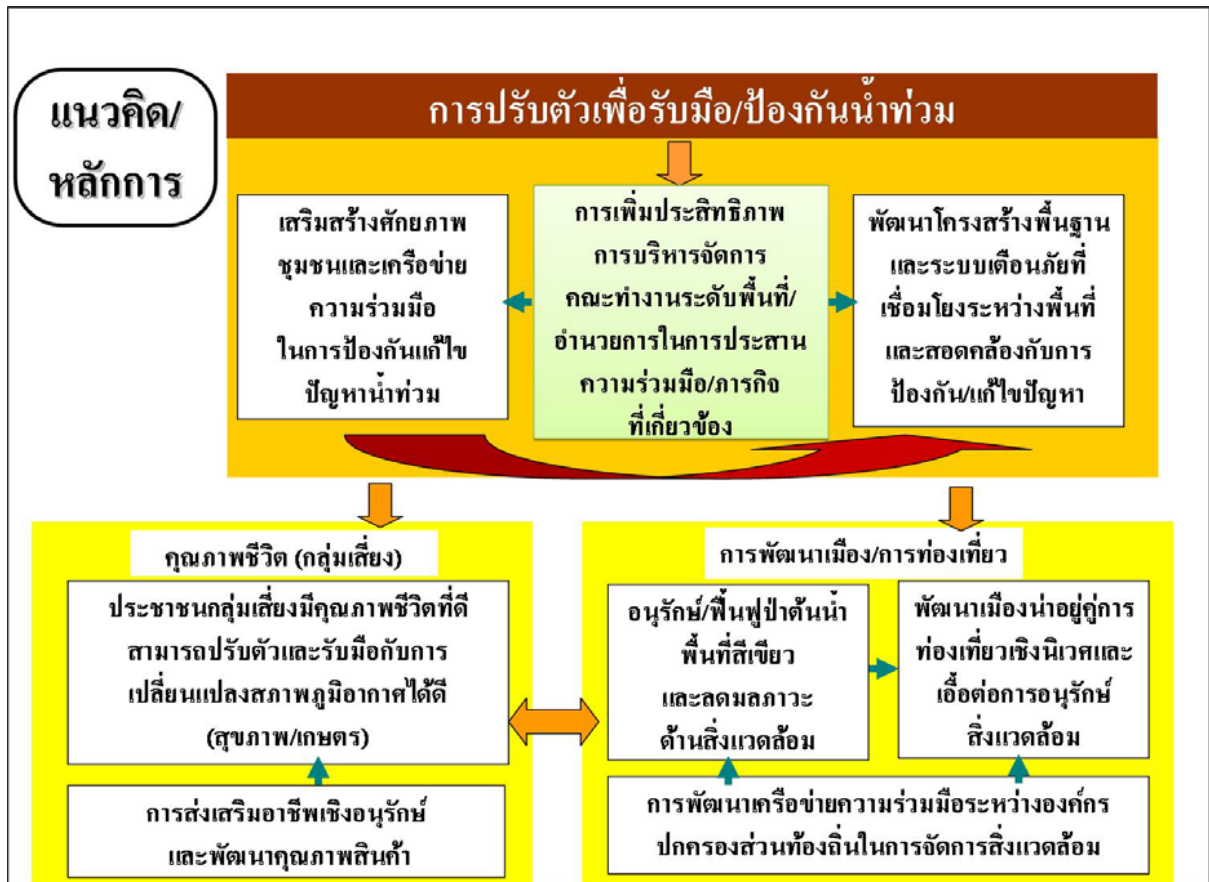 แนวคิด/
หลักการ
การปรับตัวเพื่อรับมือ/ป้องกันน้ำท่วม
เสริมสร้างศักยภาพ
ชุมชนและเครือข่าย
ความร่วมมือ
ในการป้องกันแก้ไข
ปัญหาน้ำท่วม
การเพิ่มประสิทธิภาพ
การบริหารจัดการ
คณะทำงานระดับพื้นที่/
อำนวยการในการประสาน
ความร่วมมือ/ภารกิจ
ที่เกี่ยวข้อง
พัฒนาโครงสร้างพื้นฐาน
และระบบเตือนภัยที่
เชื่อมโยงระหว่างพื้นที่
และสอดคล้องกับการ
ป้องกัน/แก้ไขปัญหา
คุณภาพชีวิต (กลุ่มเสี่ยง)
ประชาชนกลุ่มเสี่ยงมีคุณภาพชีวิตที่ดี
สามารถปรับตัวและรับมือกับการ
เปลี่ยนแปลงสภาพภูมิอากาศได้ดี
(สุขภาพ/เกษตร)
การส่งเสริมอาชีพเชิงอนุรักษ์
และพัฒนาคุณภาพสินค้า
การพัฒนาเมือง/การท่องเที่ยว
อนุรักษ์/ฟื้นฟูป่าต้นน้ำ
พื้นที่สีเขียว
และลดมลภาวะ
ด้านสิ่งแวดล้อม
พัฒนาเมืองน่าอยู่คู่การ
ท่องเที่ยวเชิงนิเวศและ
เอื้อต่อการอนุรักษ์
สิ่งแวดล้อม
การพัฒนาเครือข่ายความร่วมมือระหว่างองค์กร
ปกครองส่วนท้องถิ่นในการจัดการสิ่งแวดล้อม